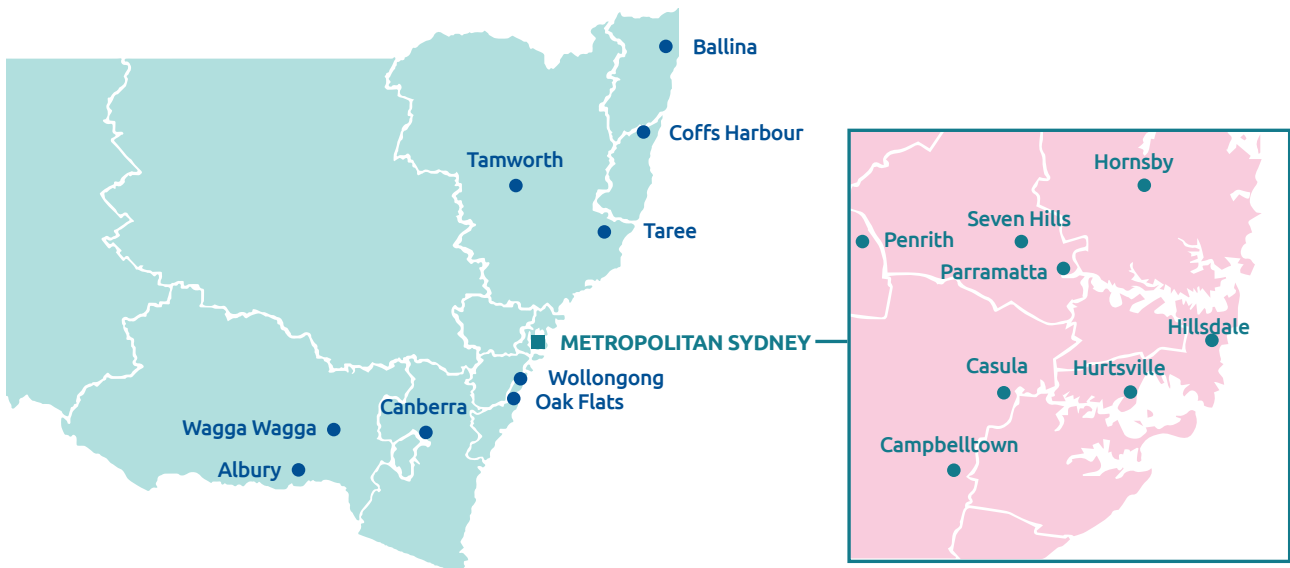 Ballina
Coffs Harbour
Tamworth
Taree
METROPOLITAN SYDNEY
Wollongong
Oak Flats
Canberra
Wagga Wagga
Albury
Hornsby
Seven Hills
Penrith
Parramatta
Hillsdale
Casula
Hurtsville
Campbelltown